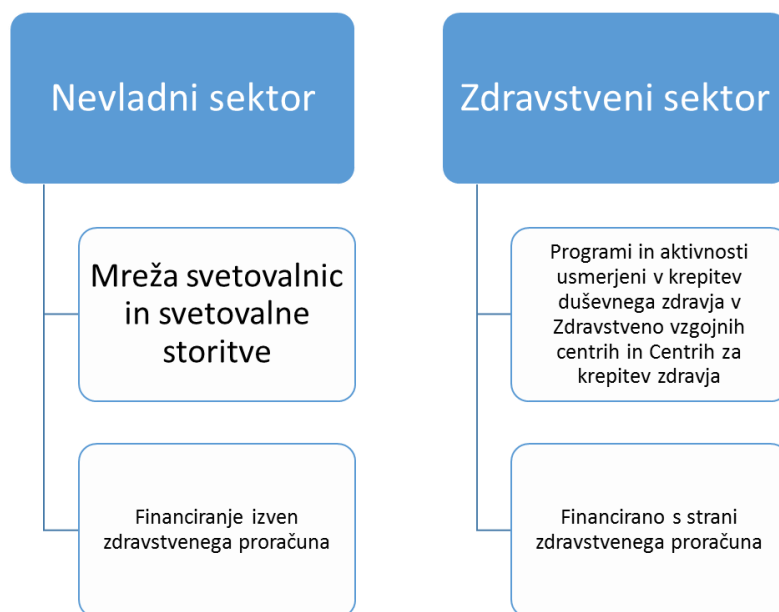 Nevladni sektor
Mreža svetovalnic
in svetovalne
storitve
Financiranje izven
zdravstvenega proračuna
Zdravstveni sektor
Programi in aktivnosti
usmerjeni v krepitev
duševnega zdravja v
Zdravstveno vzgojnih
centrih in Centrih za
krepitev zdravja
Financirano s strani
zdravstvenega proračuna